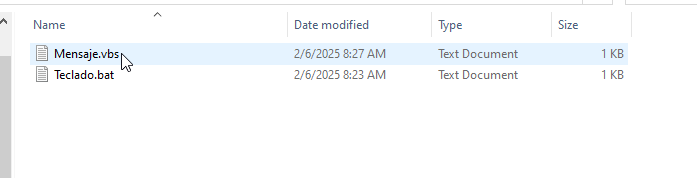 Name Date modified Type Size
Mensaje.vbs 2/6/2025 8:27 AM Text Document 1 KB
Teclado.bat 2/6/2025 8:23 AM Text Document 1 KB